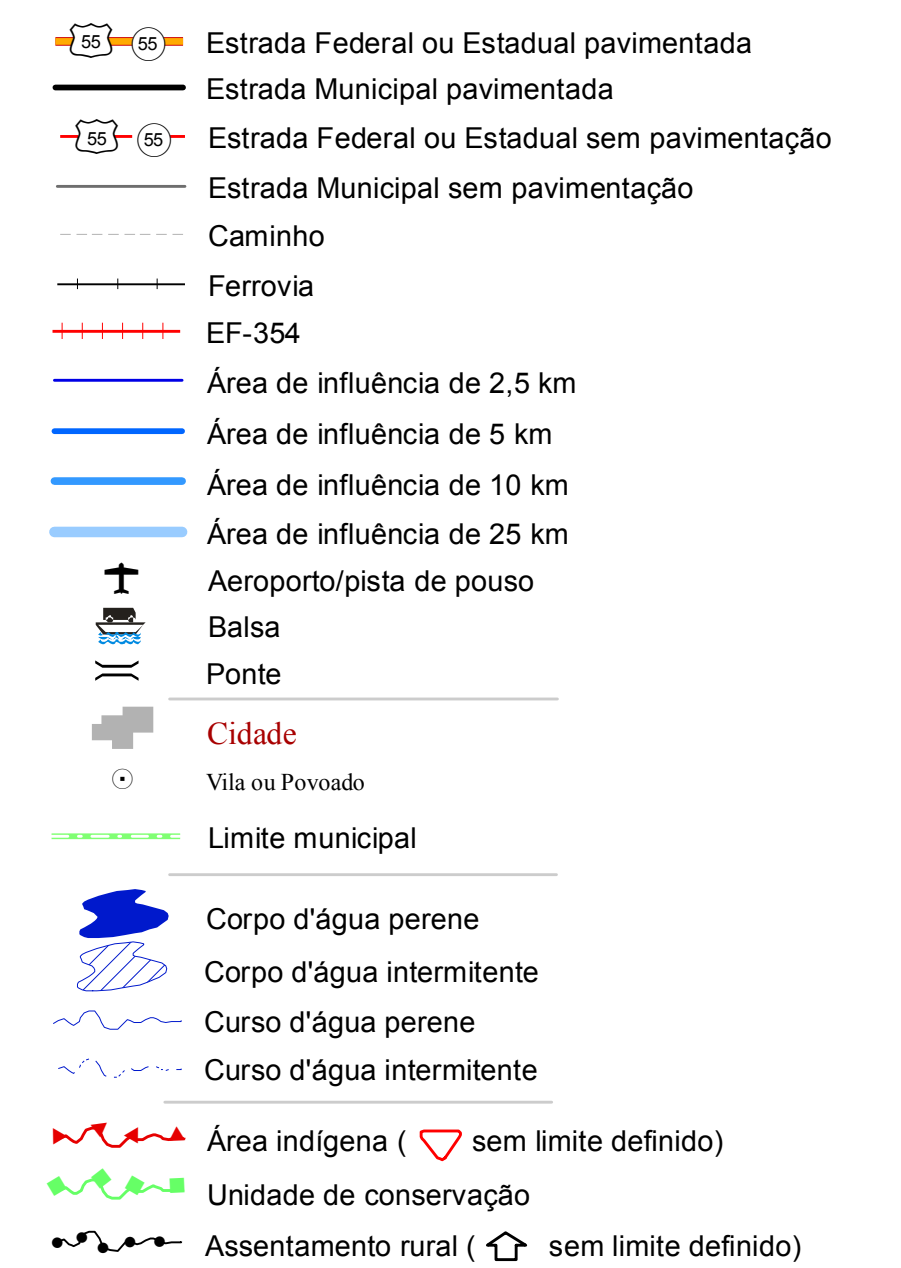 55 55 Estrada Federal ou Estadual pavimentada
Estrada Municipal pavimentada
55 55 Estrada Federal ou Estadual sem pavimentação
Estrada Municipal sem pavimentação
Caminho
Ferrovia
EF-354
Área de influência de 2,5 km
Área de influência de 5 km
Área de influência de 10 km
Área de influência de 25 km
Aeroporto/pista de pouso
Balsa
Ponte
Cidade
Vila ou Povoado
Limite municipal
Corpo d'água perene
Corpo d'água intermitente
Curso d'água perene
Curso d'água intermitente
Área indígena ( sem limite definido)
Unidade de conservação
Assentamento rural ( sem limite definido)